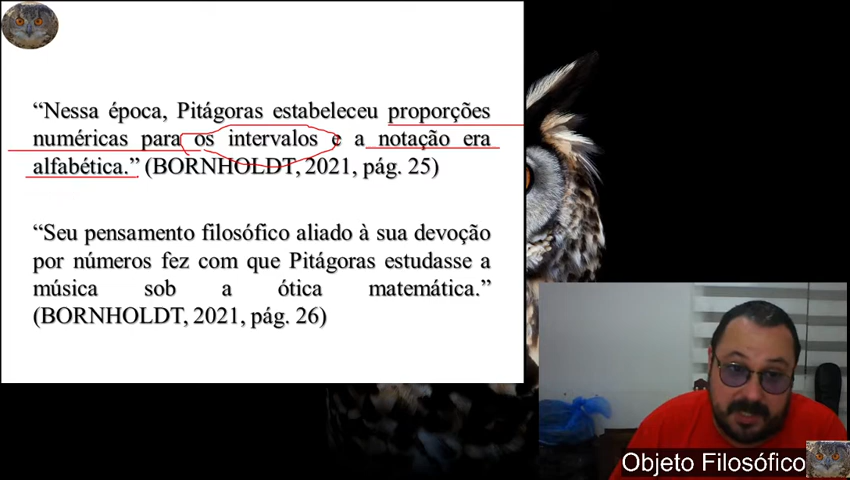 “Nessa época, Pitágoras estabeleceu proporções
numéricas para os intervalos e a notação era
alfabética.” (BORNHOLDT, 2021, pág. 25)
“Seu pensamento filosófico aliado à sua devoção
por números fez com que Pitágoras estudasse a
música sob a ótica matemática.”
(BORNHOLDT, 2021, pág. 26)
Objeto Filosófico